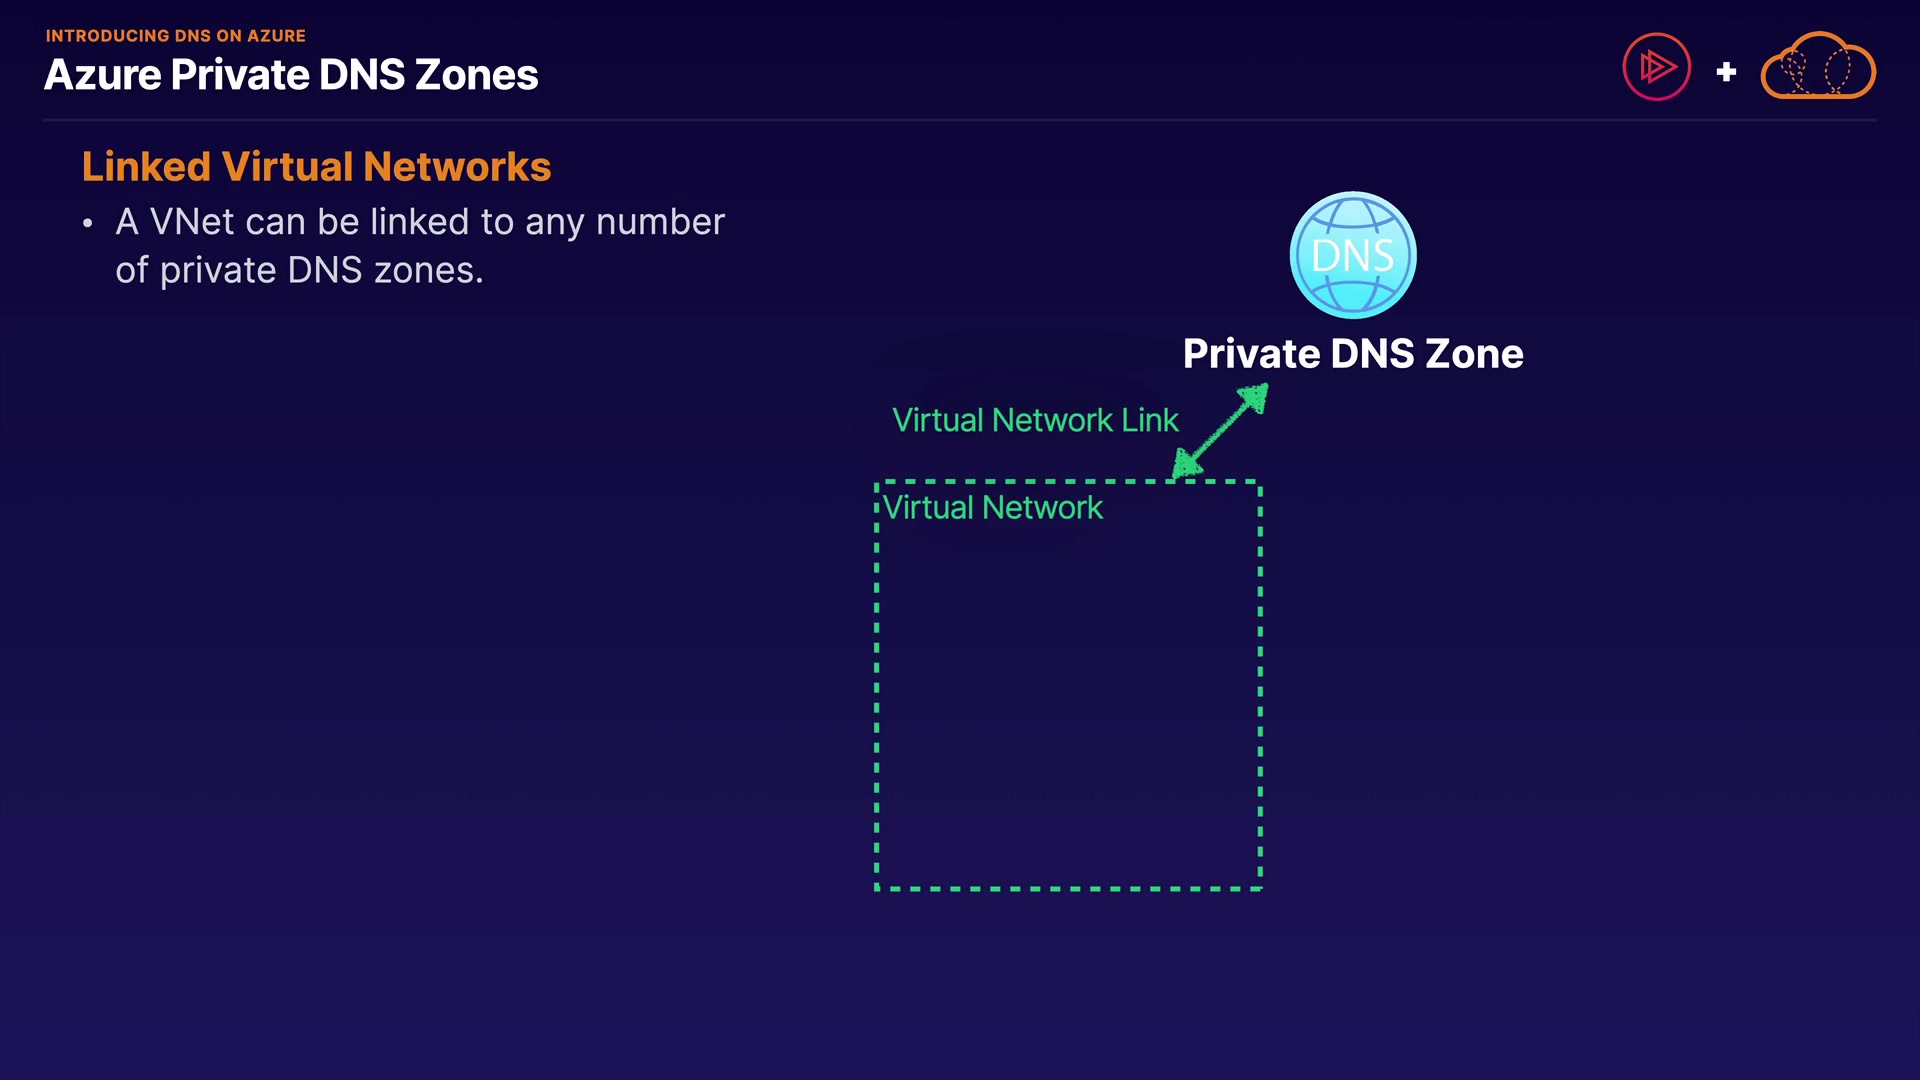 INTRODUCING DNS ON AZURE
Azure Private DNS Zones
Linked Virtual Networks
• A VNet can be linked to any number
of private DNS zones.
DNS
Private DNS Zone
Virtual Network Link
Virtual Network